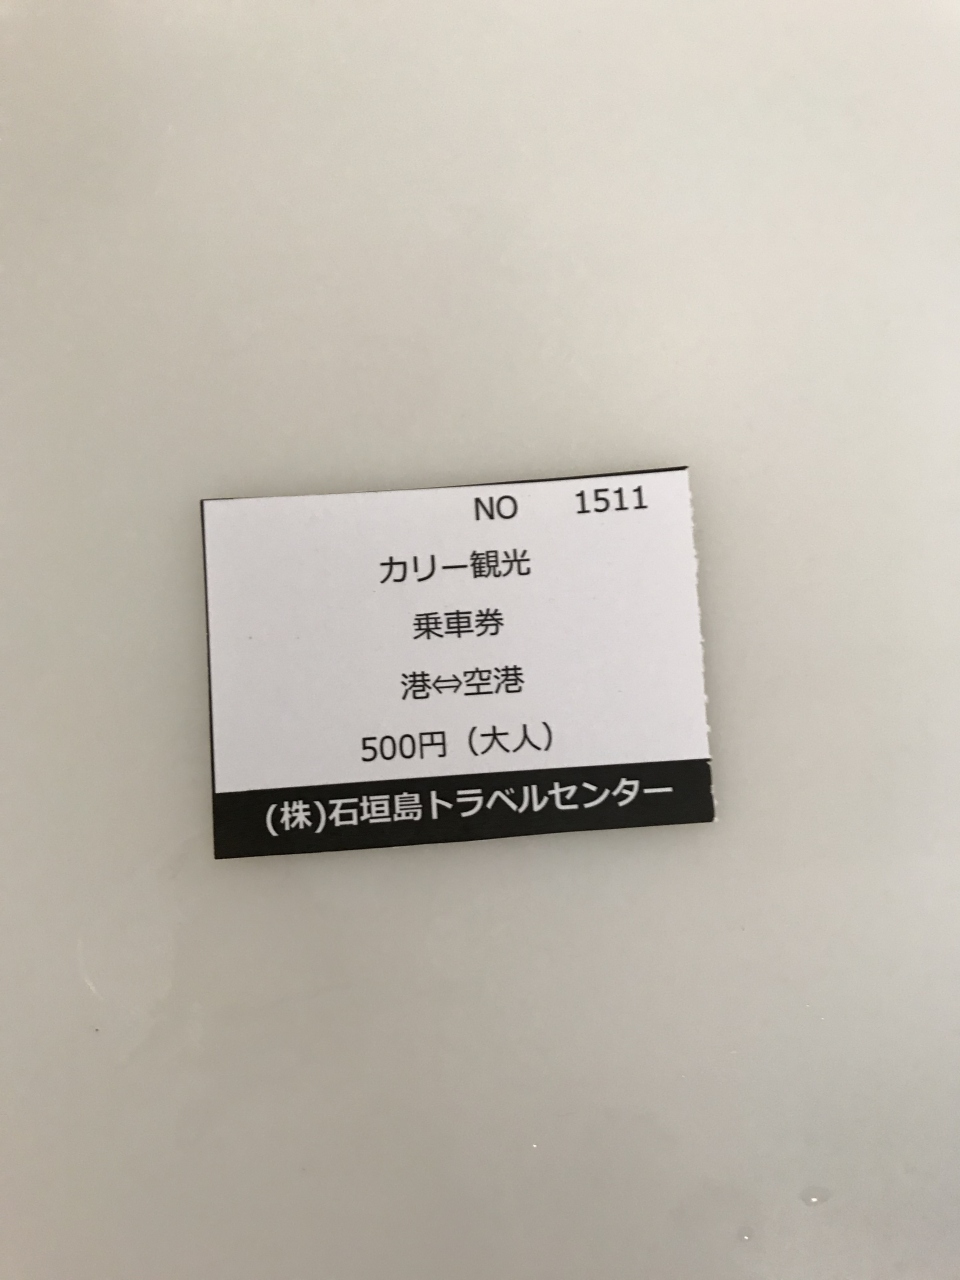 NO 1511
カリー観光
乗車券
港⇔空港
500円（大人）
(株)石垣島トラベルセンター